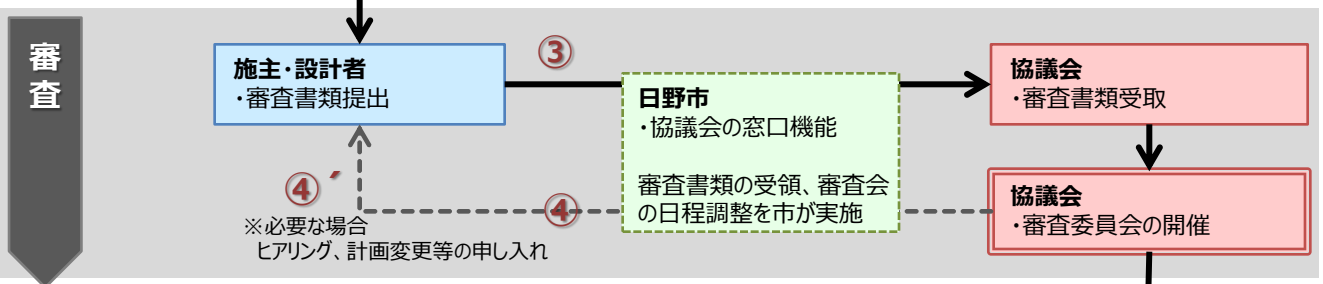 審査
施主・設計者
・審査書類提出
③
日野市
・協議会の窓口機能
審査書類の受領、審査会
の日程調整を市が実施
協議会
・審査書類受取
協議会
・審査委員会の開催
④
④´
※必要な場合
ヒアリング、計画変更等の申し入れ